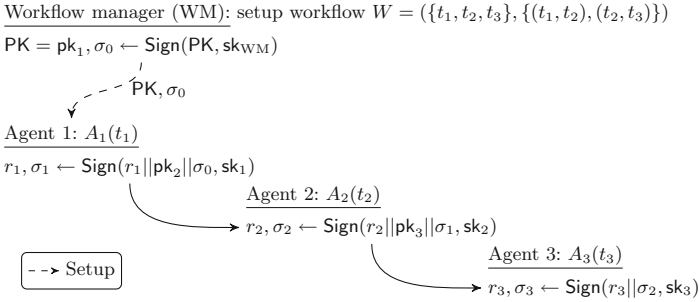 Workflow manager (WM): setup workflow W = ({t₁, t₂, t₃}, {(t₁, t₂), (t₂, t₃)})
PK = pk₁, σ₀ ← Sign(PK, sk_WM)
PK, σ₀
Agent 1: A₁(t₁)
r₁, σ₁ ← Sign(r₁||pk₂||σ₀, sk₁)
Agent 2: A₂(t₂)
r₂, σ₂ ← Sign(r₂||pk₃||σ₁, sk₂)
Agent 3: A₃(t₃)
r₃, σ₃ ← Sign(r₃||σ₂, sk₃)
Setup